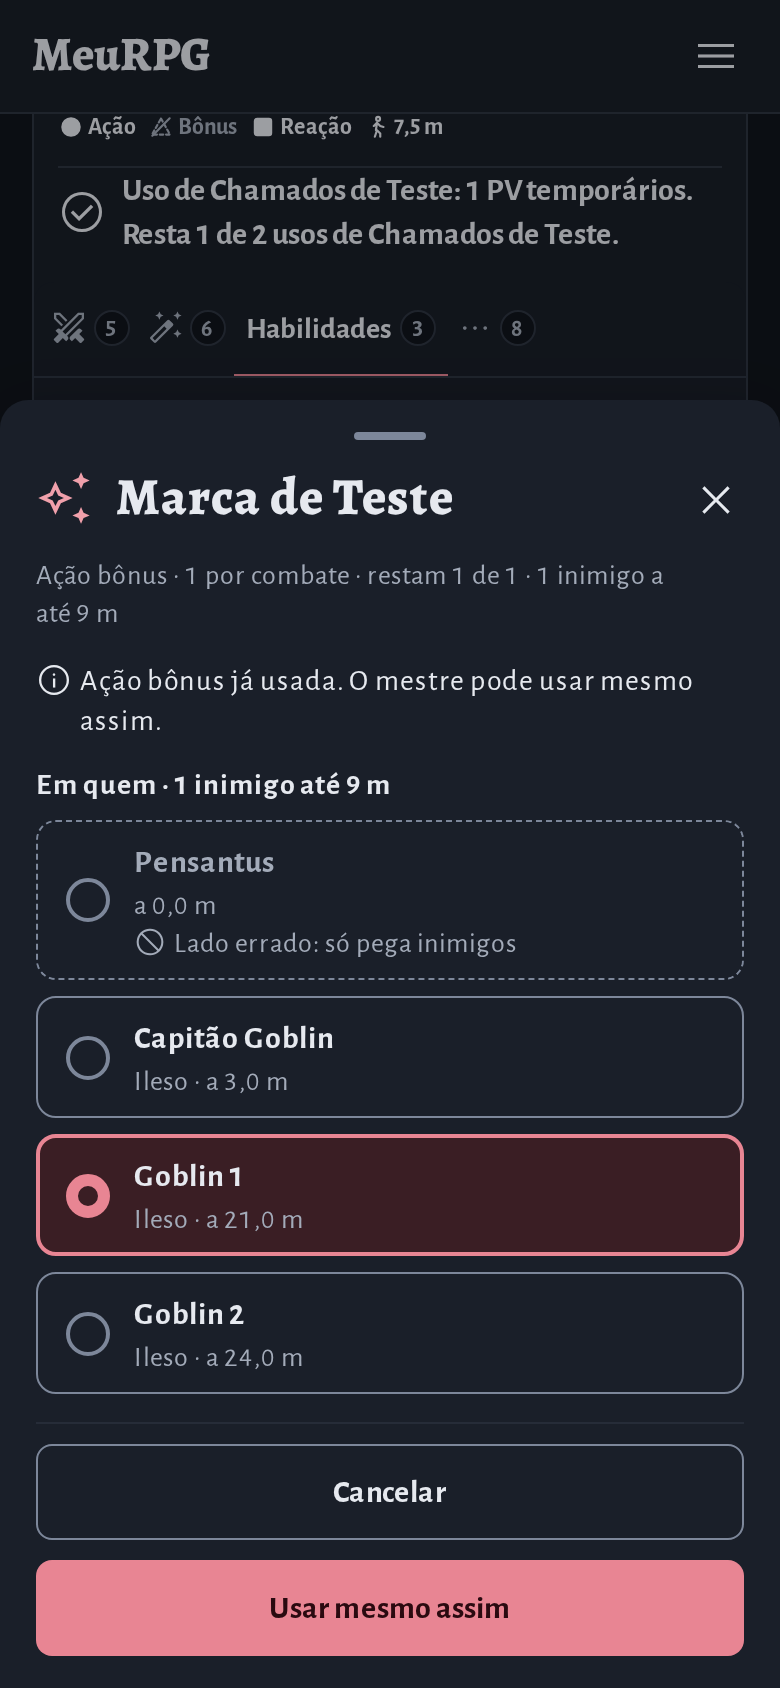 MeuRPG
Ação Bônus Reação 7,5 m
Uso de Chamados de Teste: 1 PV temporários.
Resta 1 de 2 usos de Chamados de Teste.
5 6 Habilidades 3 ··· 8
Marca de Teste
Ação bônus · 1 por combate · restam 1 de 1 · 1 inimigo a
até 9 m
Ação bônus já usada. O mestre pode usar mesmo
assim.
Em quem · 1 inimigo até 9 m
Pensantus
a 0,0 m
Lado errado: só pega inimigos
Capitão Goblin
Ileso · a 3,0 m
Goblin 1
Ileso · a 21,0 m
Goblin 2
Ileso · a 24,0 m
Cancelar
Usar mesmo assim